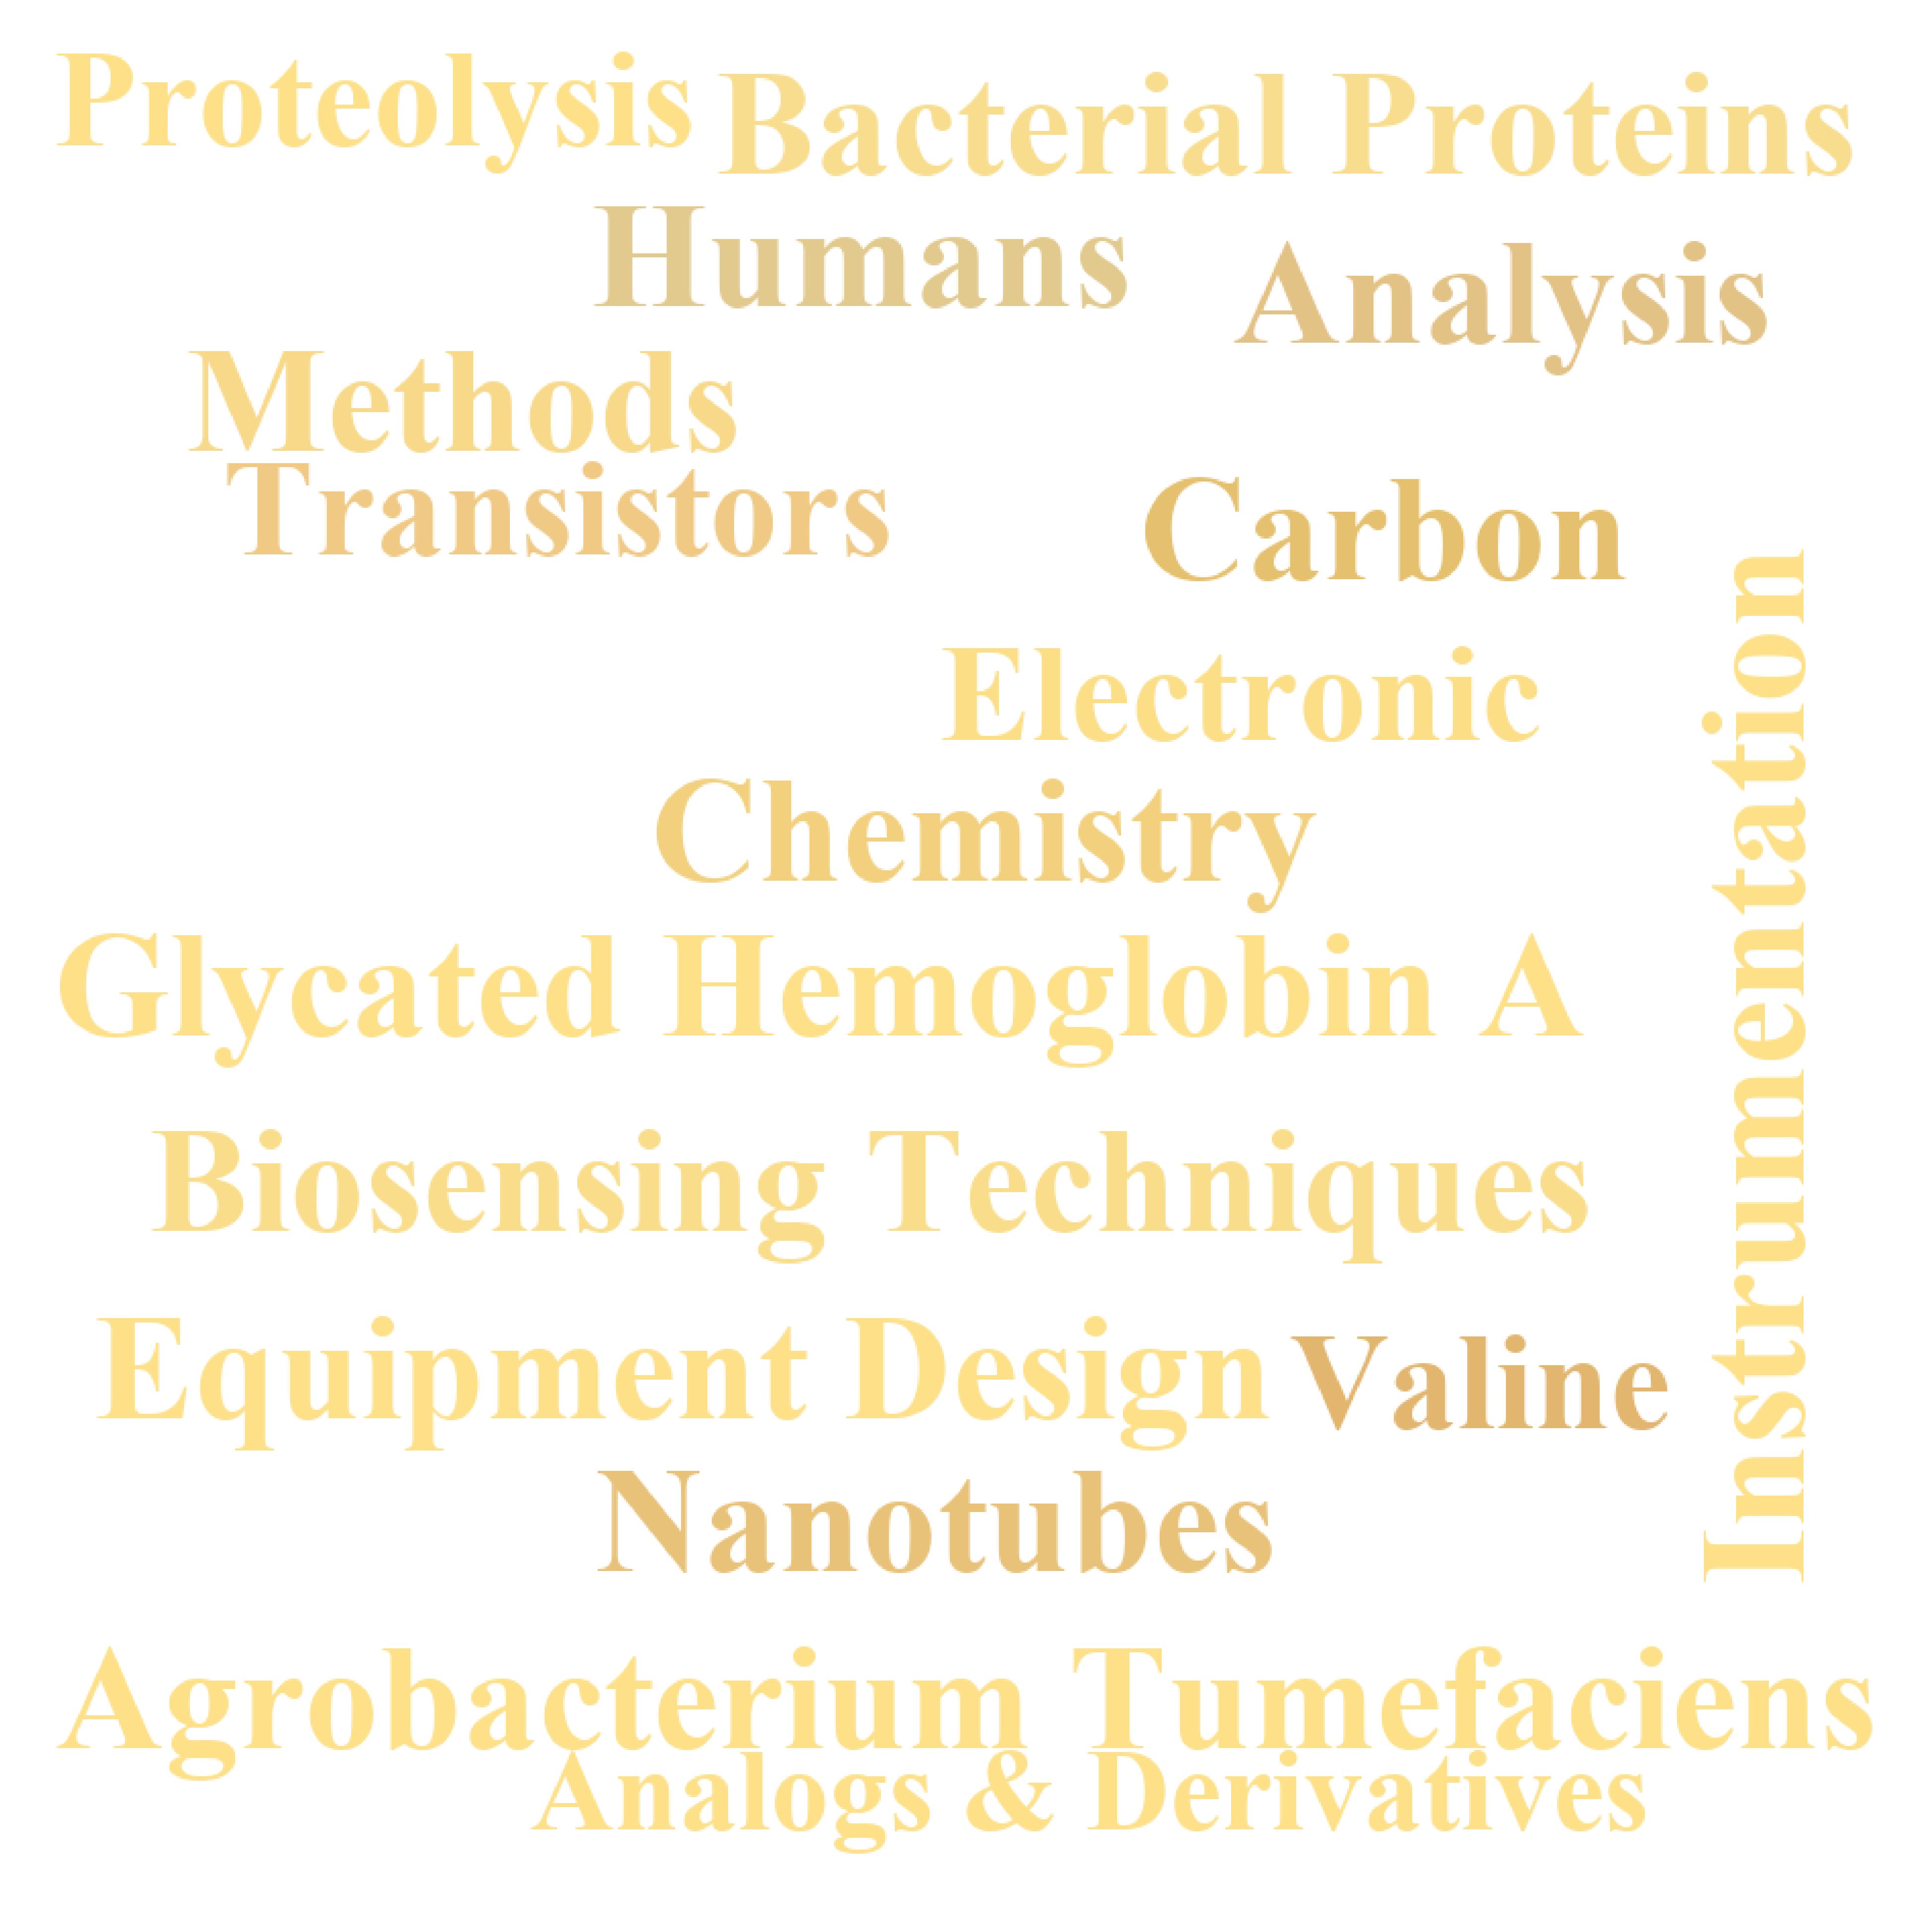 Proteolysis
Bacterial Proteins
Humans
Analysis
Methods
Transistors
Carbon
Electronic
Instrumentation
Chemistry
Glycated Hemoglobin A
Biosensing Techniques
Equipment Design
Valine
Nanotubes
Agrobacterium Tumefaciens
Analogs & Derivatives